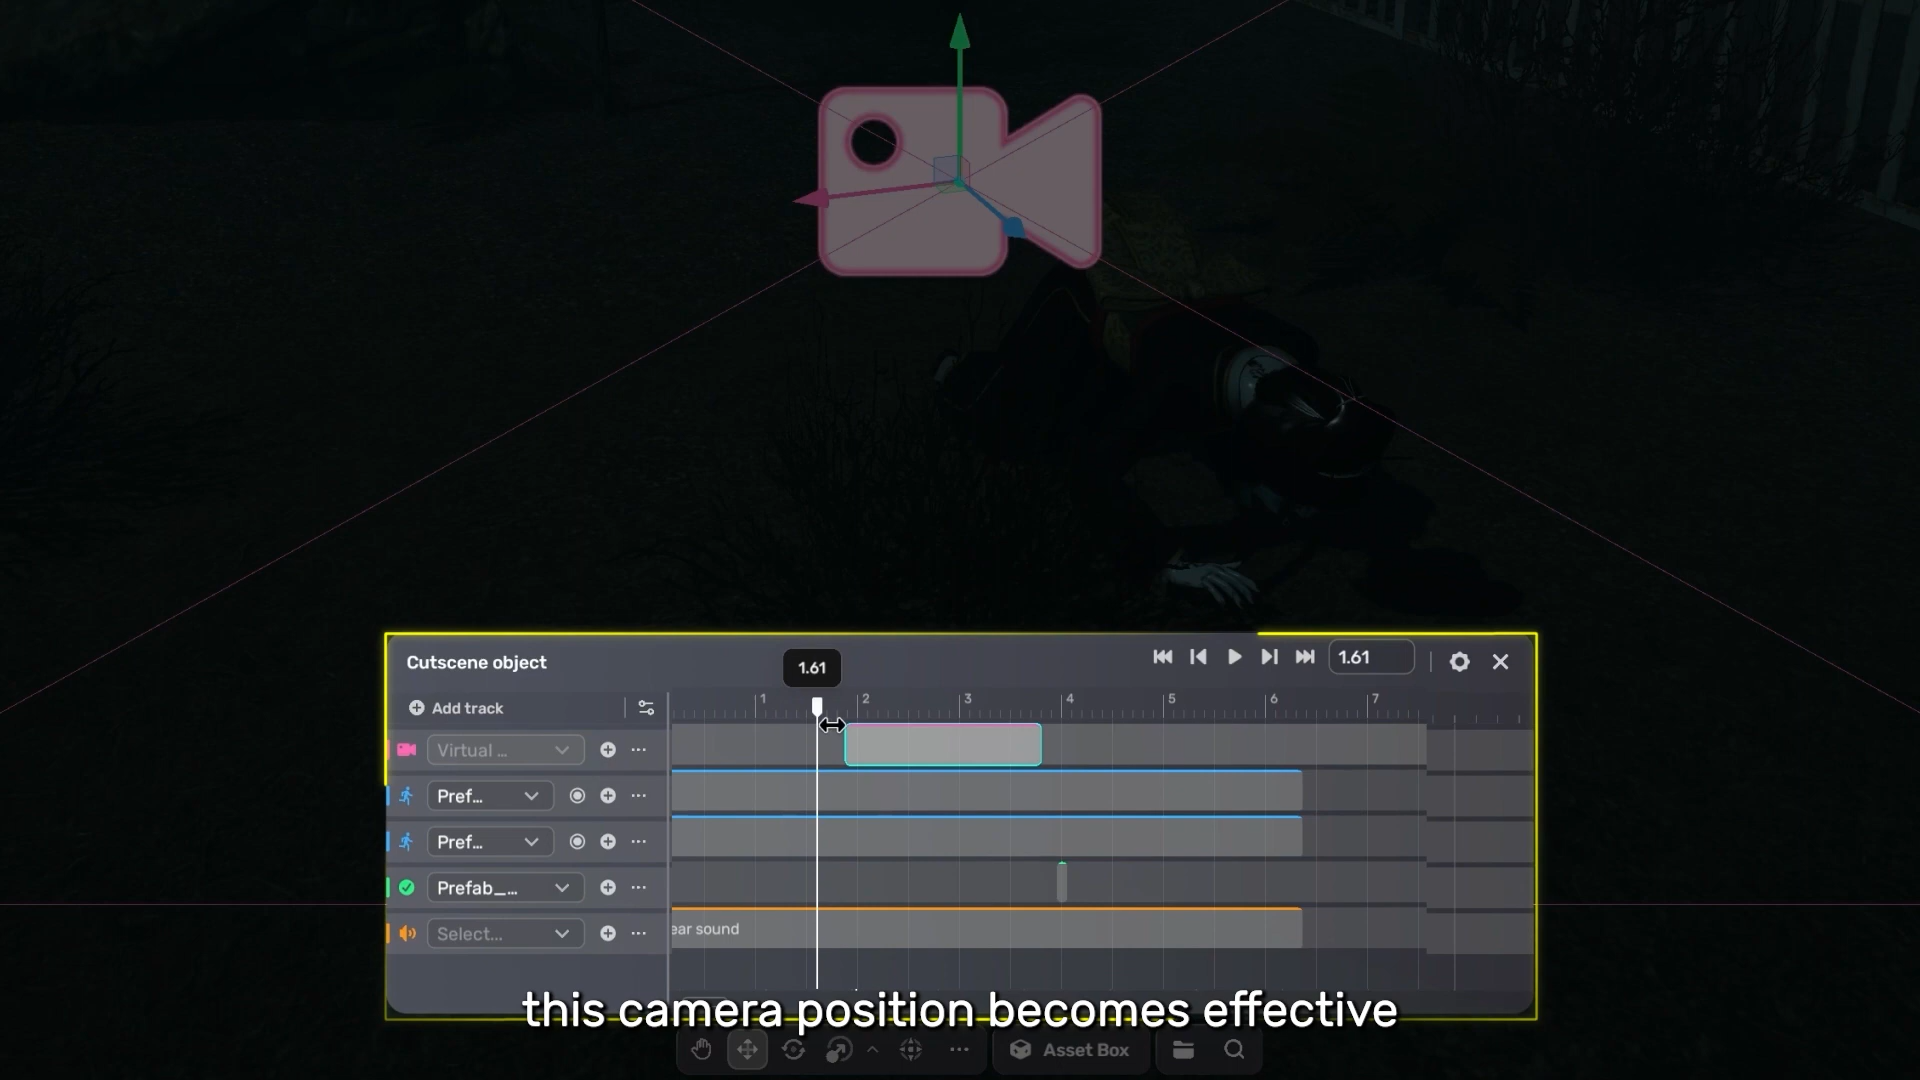 Cutscene object
1.61
1.61
Add track
1 2 3 4 5 6 7
Virtual ...
Pref...
Pref...
Prefab_...
Select...
ear sound
this camera position becomes effective
Asset Box